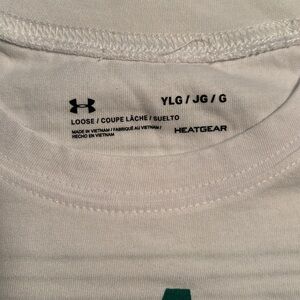 YLG / JG / G
LOOSE / COUPE LÂCHE / SUELTO
MADE IN VIETNAM / FABRIQUÉ AU VIETNAM /
HECHO EN VIETNAM
HEATGEAR